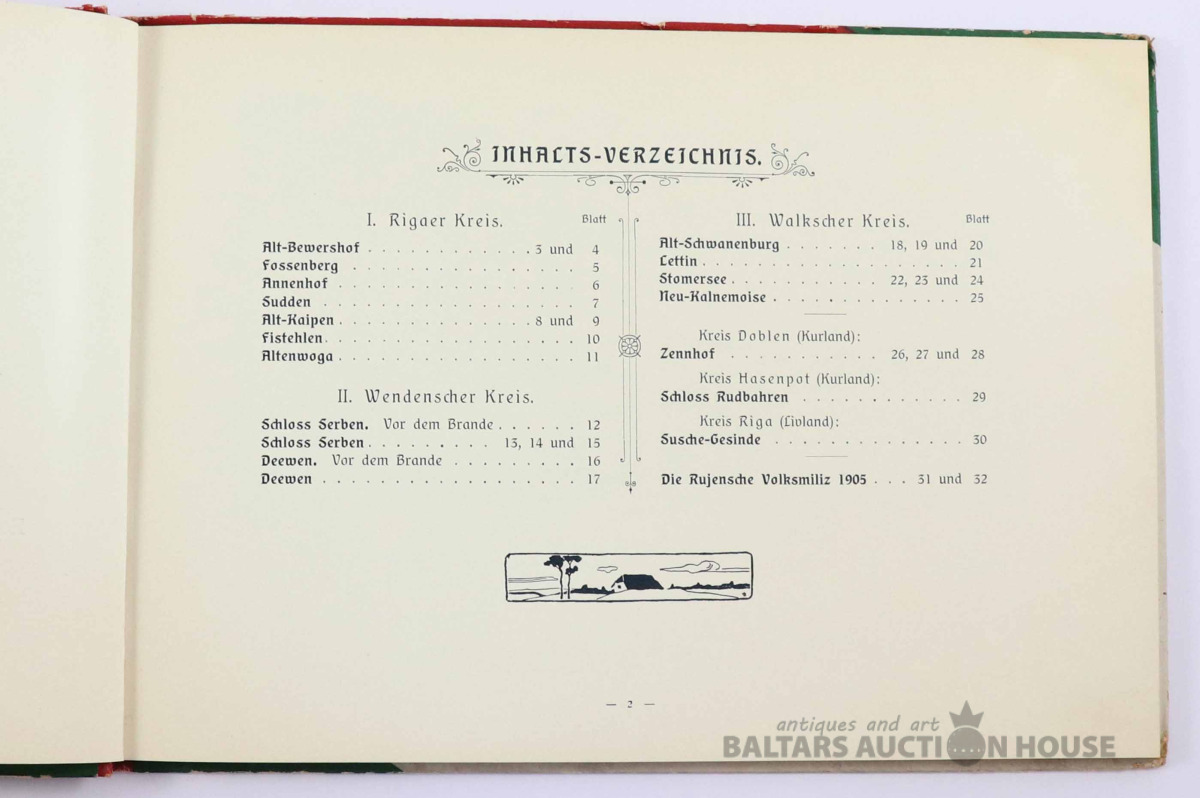 INHALTS-VERZEICHNIS.
I. Rigaer Kreis. Blatt
Alt-Bewershof . . . . . . . . . . . . . 3 und 4
Fossenberg . . . . . . . . . . . . . . . . . 5
Annenhof . . . . . . . . . . . . . . . . . . 6
Sudden . . . . . . . . . . . . . . . . . . . 7
Alt-Kaipen . . . . . . . . . . . . . . . 8 und 9
Fistehlen . . . . . . . . . . . . . . . . . . 10
Altenwoga . . . . . . . . . . . . . . . . . 11
II. Wendenscher Kreis.
Schloss Serben. Vor dem Brande . . . . . . 12
Schloss Serben . . . . . . . . . 13, 14 und 15
Deewen. Vor dem Brande . . . . . . . . . 16
Deewen . . . . . . . . . . . . . . . . . . . 17
III. Walkscher Kreis. Blatt
Alt-Schwanenburg . . . . . . . 18, 19 und 20
Lettin . . . . . . . . . . . . . . . . . . . . 21
Stomersee . . . . . . . . . . . 22, 23 und 24
Neu-Kalnemoise . . . . . . . . . . . . . . 25
Kreis Doblen (Kurland):
Zennhof . . . . . . . . . . . 26, 27 und 28
Kreis Hasenpot (Kurland):
Schloss Rudbahren . . . . . . . . . . . . 29
Kreis Riga (Livland):
Susche-Gesinde . . . . . . . . . . . . . . 30
Die Rujensche Volksmiliz 1905 . . . 31 und 32
— 2 —
antiques and art
BALTARS AUCTION HOUSE